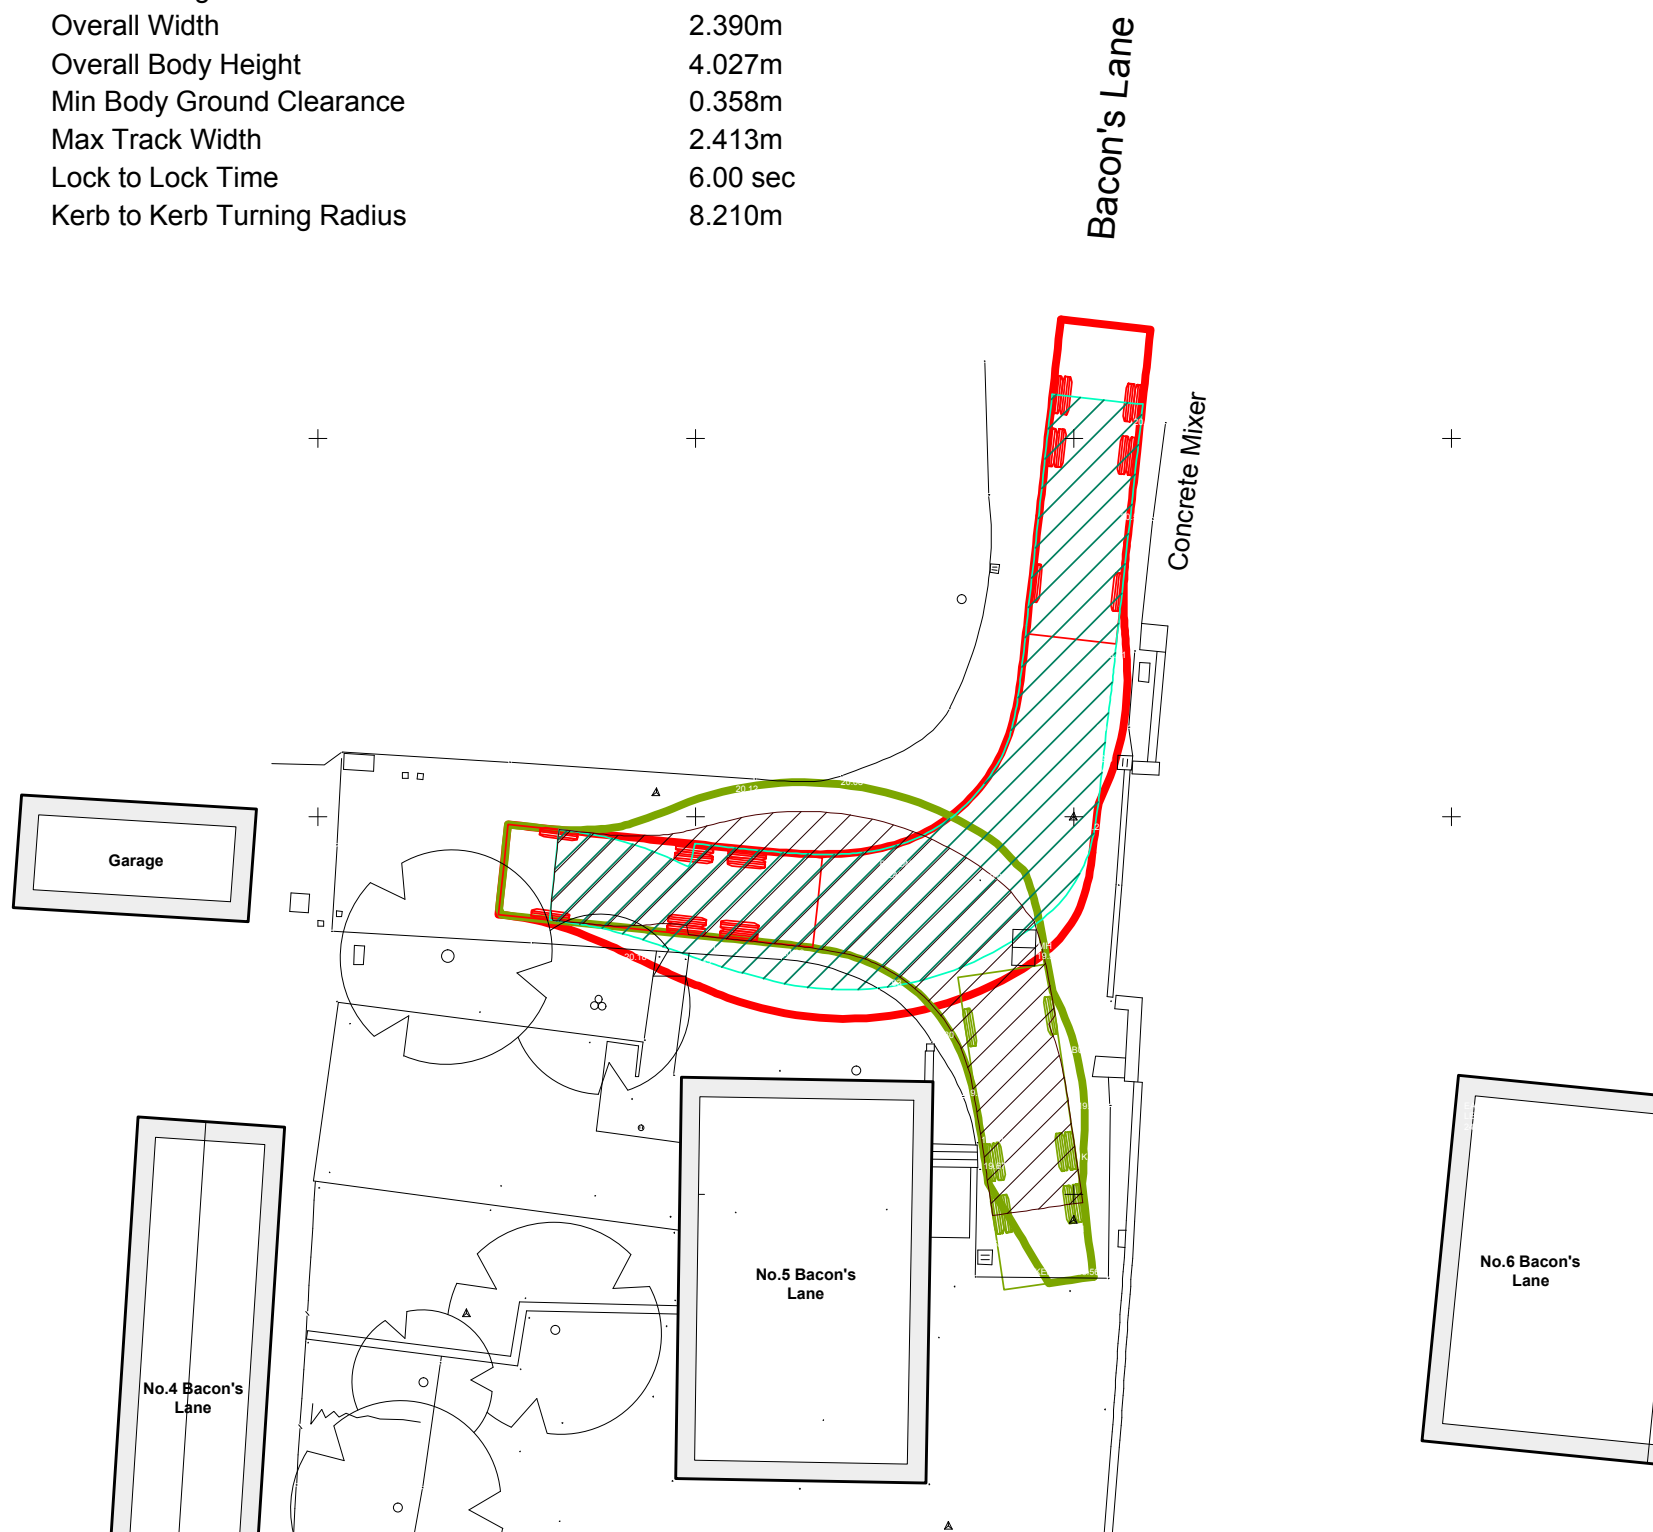 Overall Width 2.390m
Overall Body Height 4.027m
Min Body Ground Clearance 0.358m
Max Track Width 2.413m
Lock to Lock Time 6.00 sec
Kerb to Kerb Turning Radius 8.210m
Bacon's Lane
Concrete Mixer
Garage
No.5 Bacon's
Lane
No.6 Bacon's
Lane
No.4 Bacon's
Lane